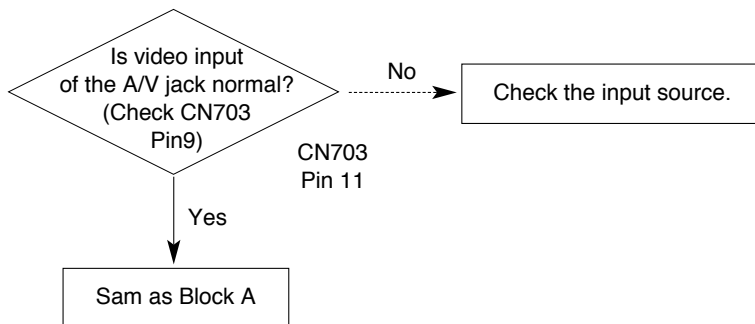 Is video input
of the A/V jack normal?
(Check CN703
Pin9)
No
Check the input source.
CN703
Pin 11
Yes
Sam as Block A